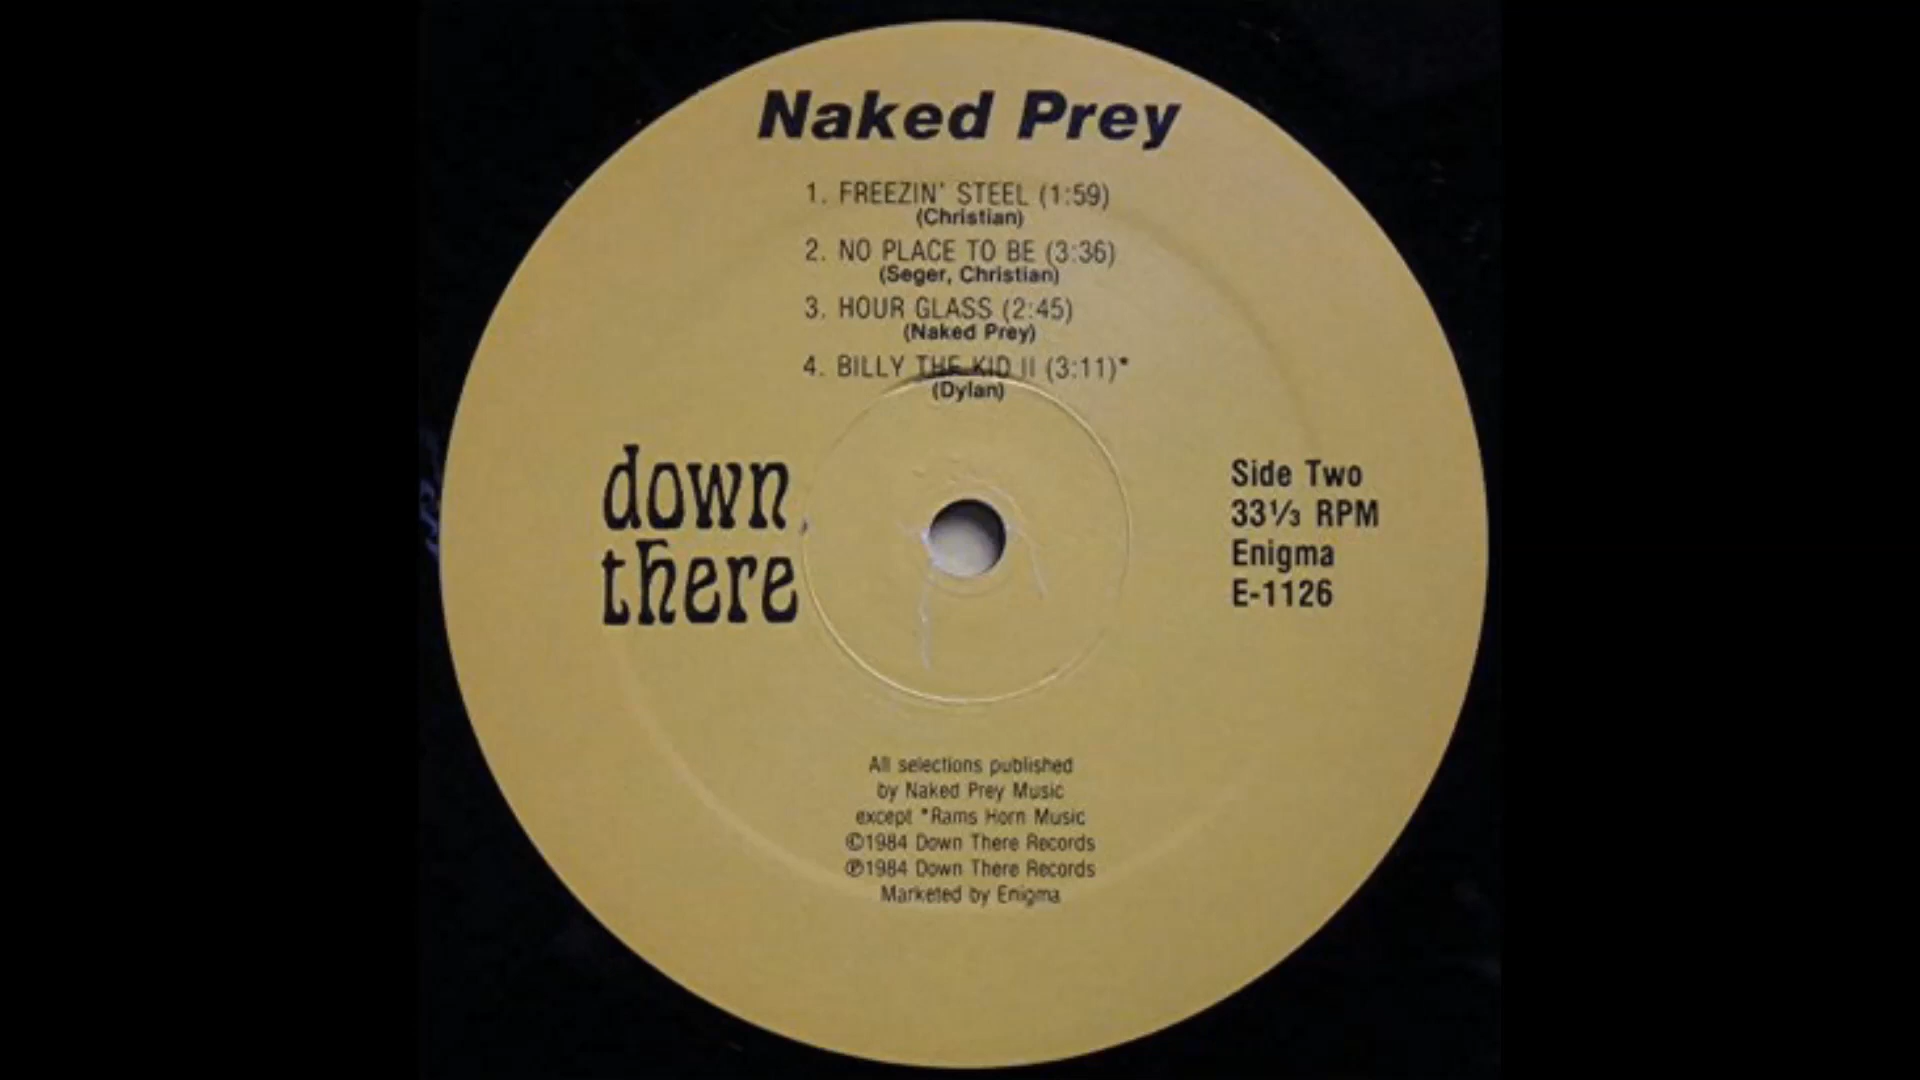 Naked Prey
1. FREEZIN' STEEL (1:59)
(Christian)
2. NO PLACE TO BE (3:36)
(Seger, Christian)
3. HOUR GLASS (2:45)
(Naked Prey)
4. BILLY THE KID II (3:11)*
(Dylan)
down
there
Side Two
33⅓ RPM
Enigma
E-1126
All selections published
by Naked Prey Music
except *Rams Horn Music
©1984 Down There Records
℗1984 Down There Records
Marketed by Enigma